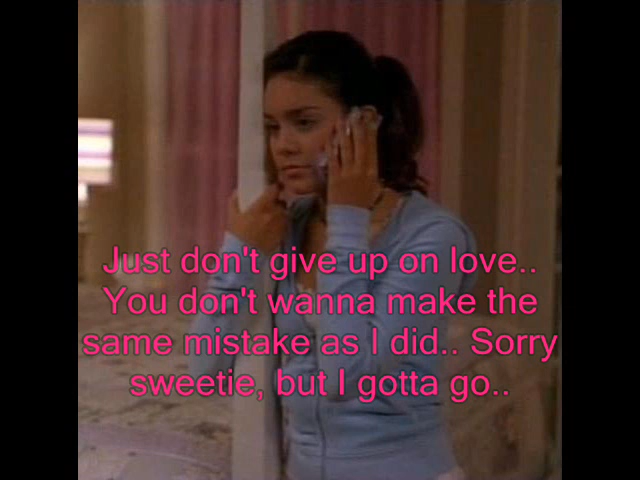 Just don't give up on love..
You don't wanna make the
same mistake as I did.. Sorry
sweetie, but I gotta go..